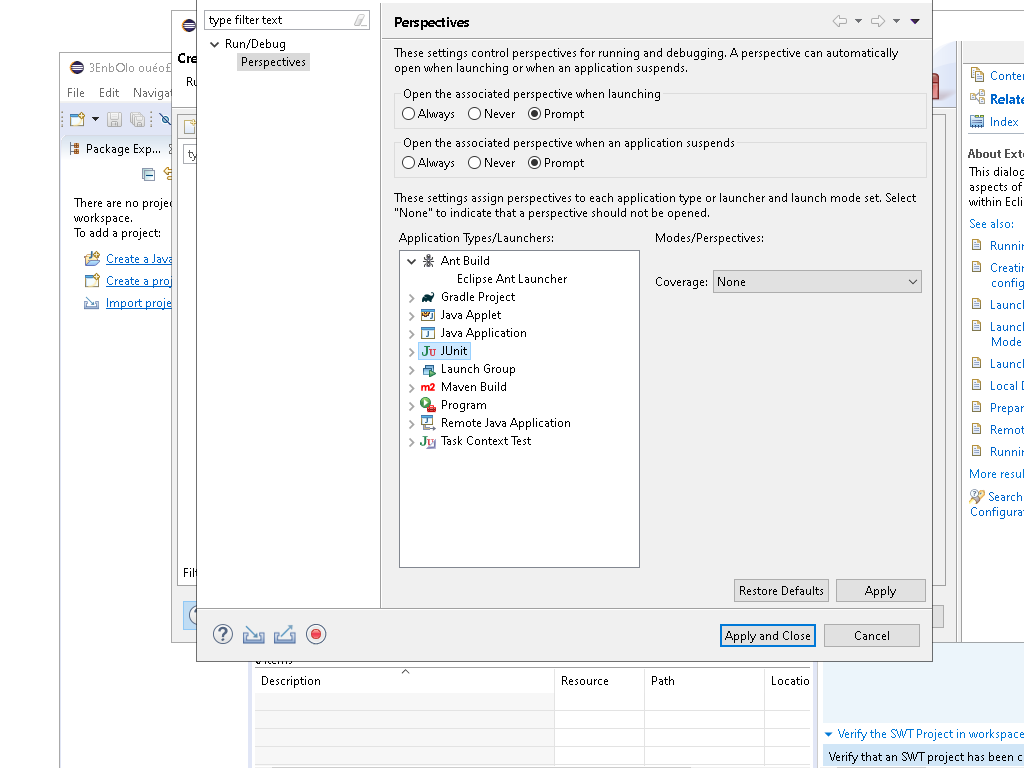 type filter text
Run/Debug
Perspectives
Perspectives
These settings control perspectives for running and debugging. A perspective can automatically
open when launching or when an application suspends.
Open the associated perspective when launching
Always
Never
Prompt
Open the associated perspective when an application suspends
Always
Never
Prompt
These settings assign perspectives to each application type or launcher and launch mode set. Select
"None" to indicate that a perspective should not be opened.
Application Types/Launchers:
Modes/Perspectives:
Ant Build
Eclipse Ant Launcher
Gradle Project
Java Applet
Java Application
JUnit
Launch Group
Maven Build
Program
Remote Java Application
Task Context Test
Coverage:
None
Restore Defaults
Apply
Apply and Close
Cancel
Cre
Ru
ty
Filt
File
Edit
Navigat
Package Exp...
There are no proje
workspace.
To add a project:
Create a Java
Create a proj
Import proje
Conter
Relate
Index
About Exte
This dialog
aspects of
within Ecli
See also:
Runnin
Creatin
config
Launch
Launch
Mode
Launch
Local D
Prepar
Remot
Runnin
More resul
Search
Configurat
Description
Resource
Path
Locatio
Verify the SWT Project in workspace
Verify that an SWT project has been c